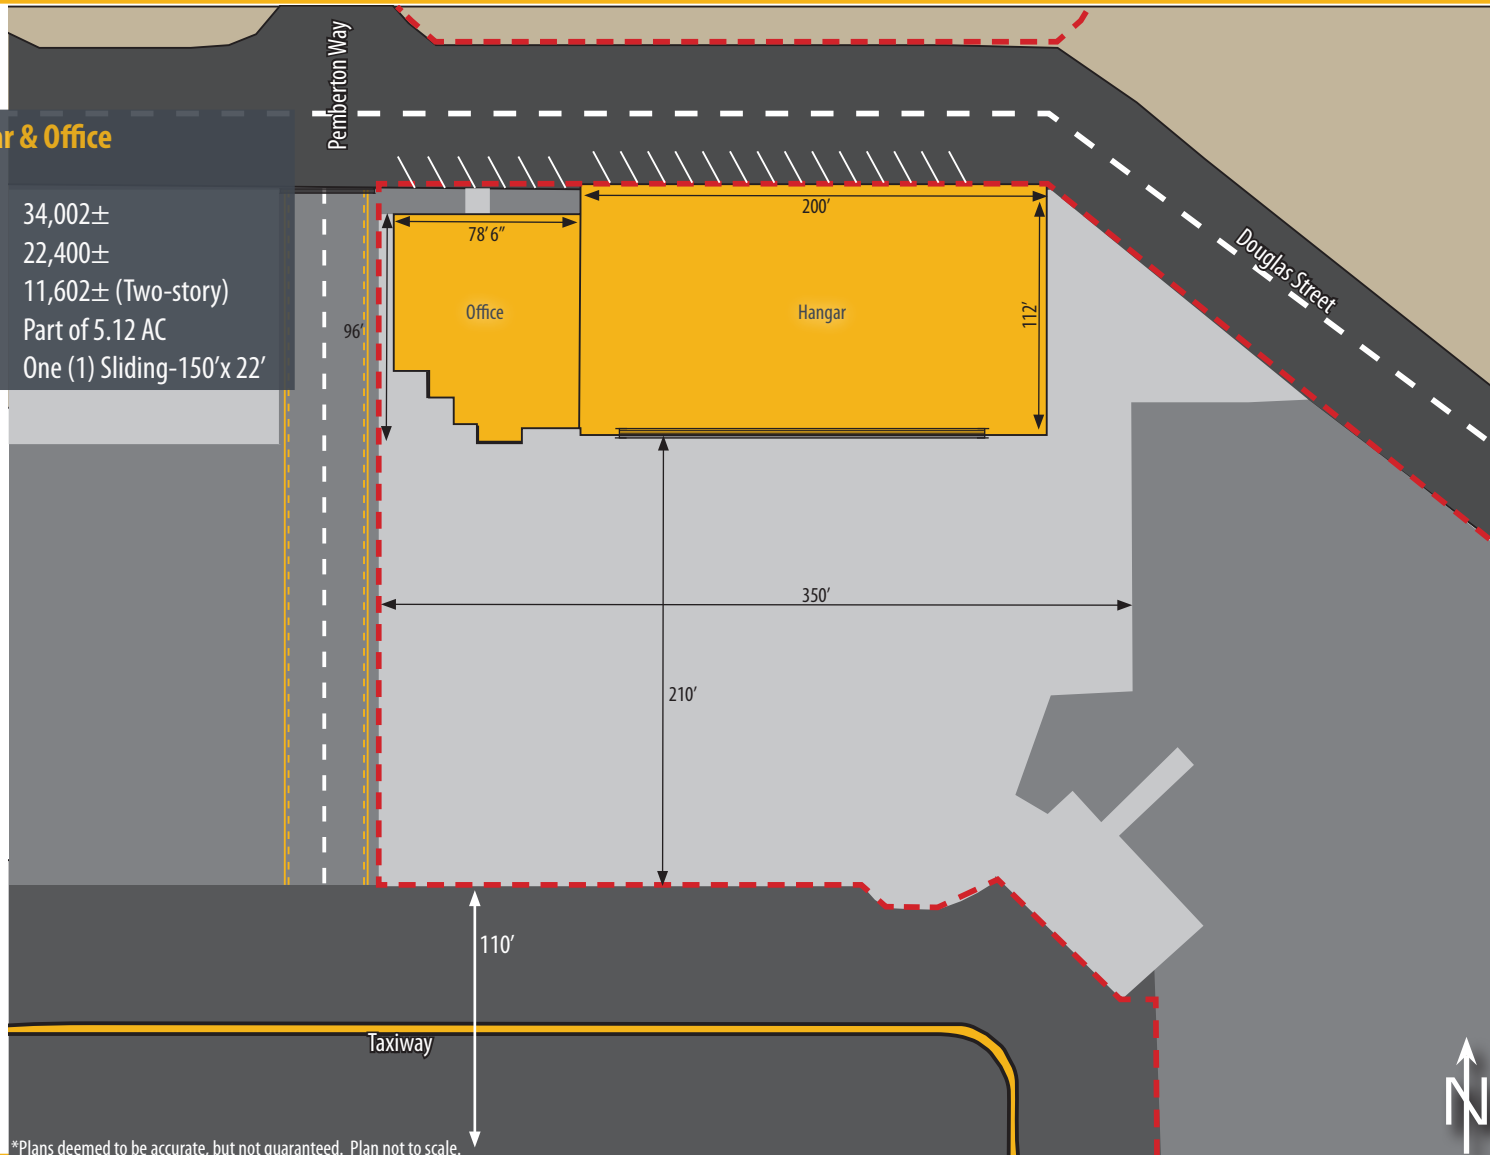 Pemberton Way
& Office
34,002±
22,400±
11,602± (Two-story)
Part of 5.12 AC
One (1) Sliding-150’x 22’
200’
78’ 6”
Office
Hangar
112’
96’
Douglas Street
350’
210’
110’
Taxiway
N
*Plans deemed to be accurate, but not guaranteed. Plan not to scale.